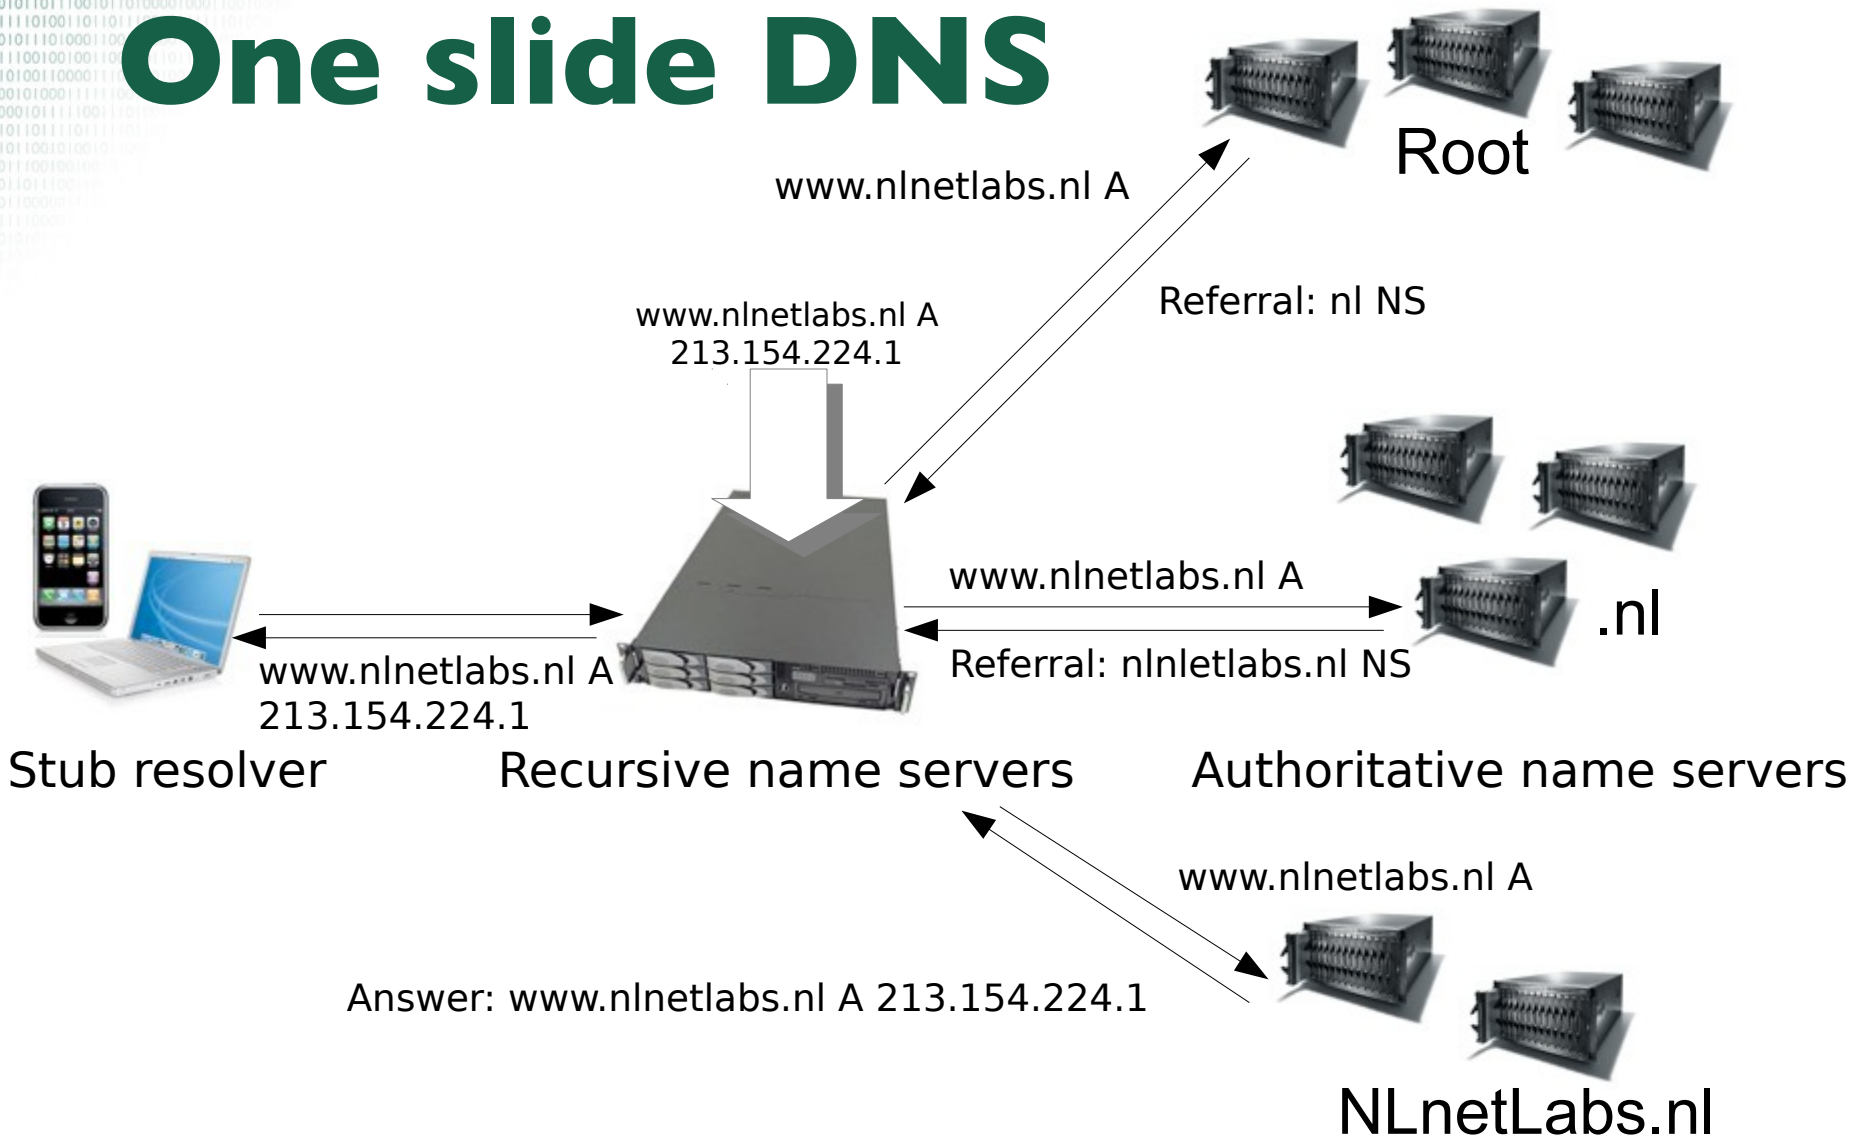 One slide DNS
Root
www.nlnetlabs.nl A
Referral: nl NS
www.nlnetlabs.nl A
213.154.224.1
www.nlnetlabs.nl A
.nl
Referral: nlnletlabs.nl NS
www.nlnetlabs.nl A
213.154.224.1
Stub resolver
Recursive name servers
Authoritative name servers
www.nlnetlabs.nl A
Answer: www.nlnetlabs.nl A 213.154.224.1
NLnetLabs.nl